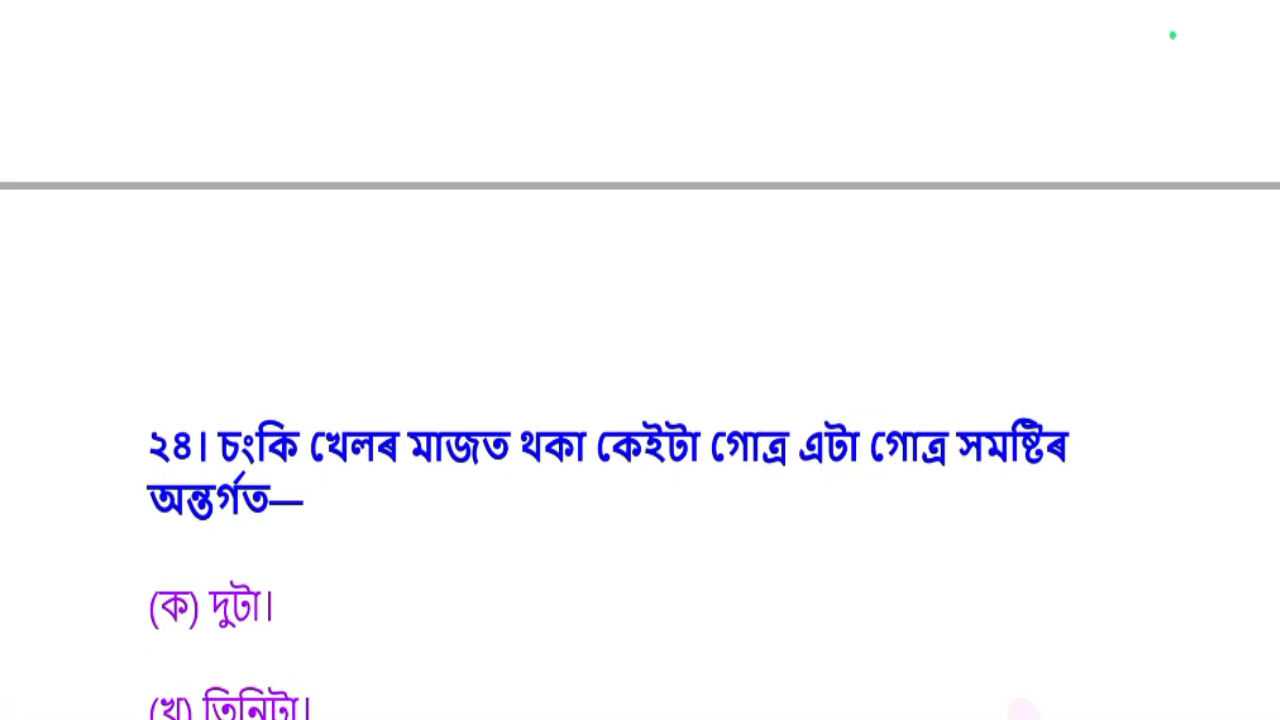 ২৪। চংকি খেলৰ মাজত থকা কেইটা গোত্ৰ এটা গোত্ৰ সমষ্টিৰ
অন্তৰ্গত—
(ক) দুটা।
(খ) তিনিটা।